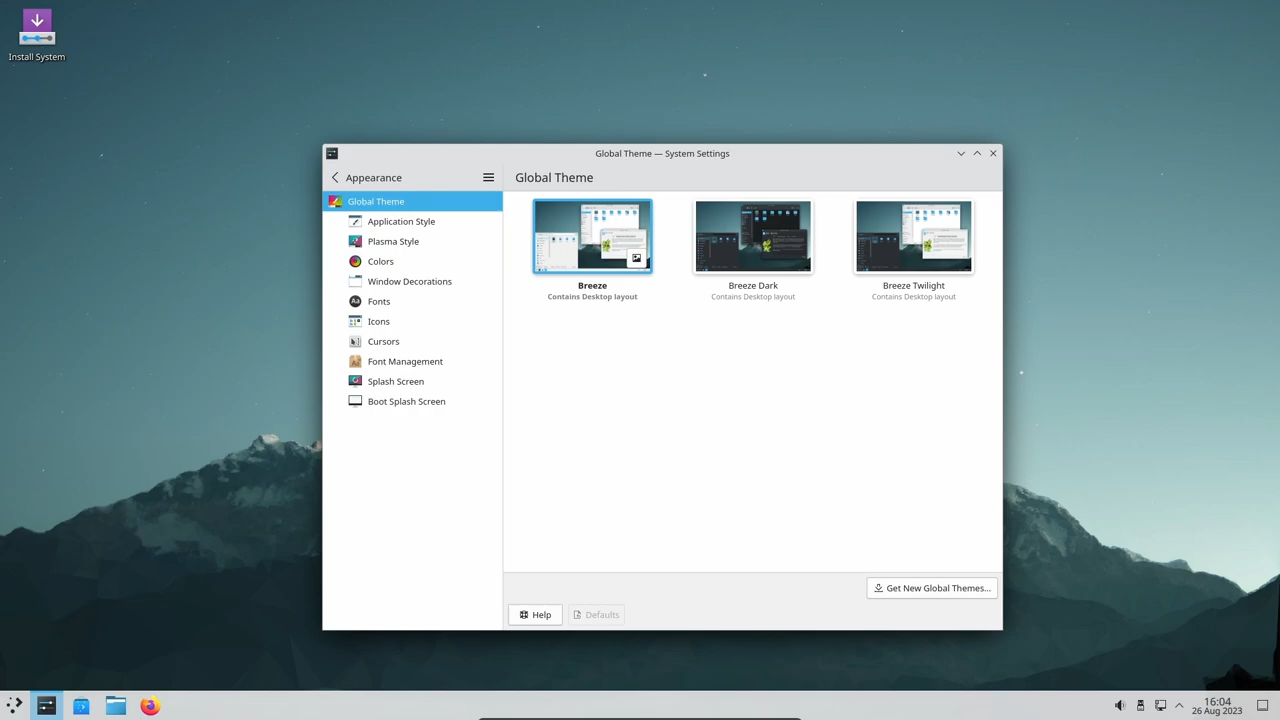 Install System
Global Theme — System Settings
Appearance
Global Theme
Global Theme
Application Style
Plasma Style
Colors
Window Decorations
Fonts
Icons
Cursors
Font Management
Splash Screen
Boot Splash Screen
Breeze
Contains Desktop layout
Breeze Dark
Contains Desktop layout
Breeze Twilight
Contains Desktop layout
Get New Global Themes...
Help
Defaults
16:04
26 Aug 2023